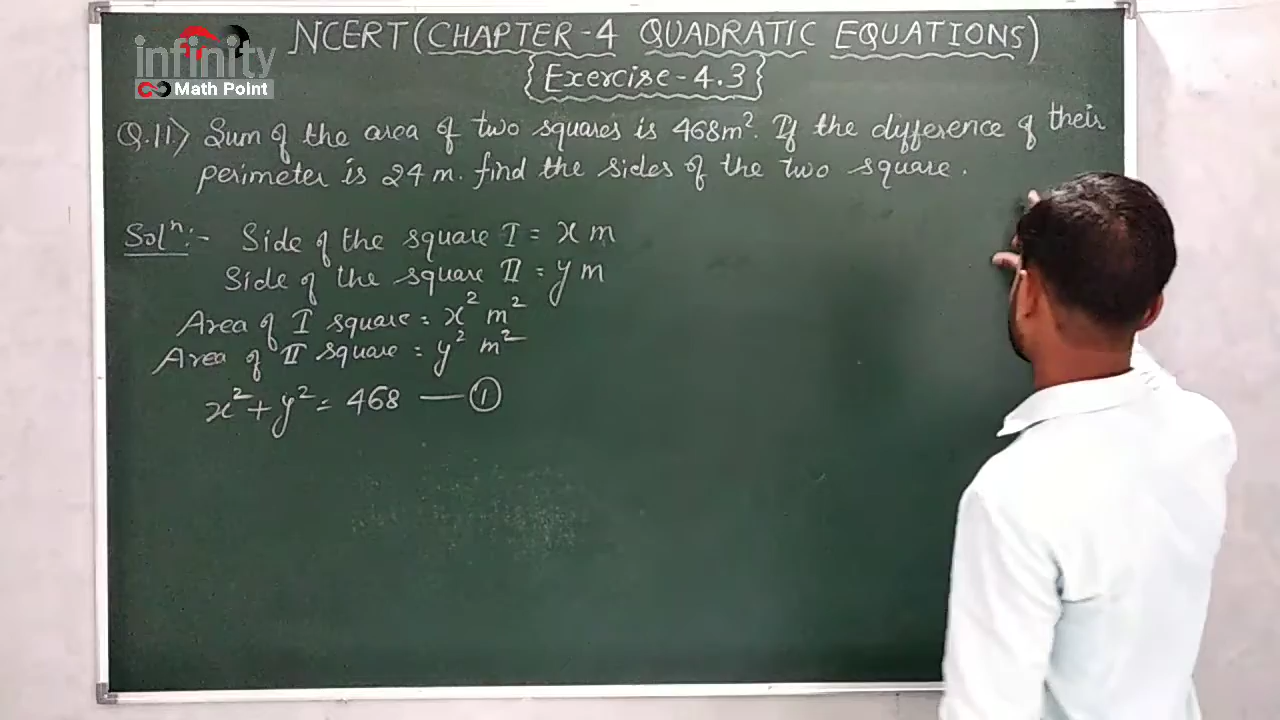 infinity
Math Point
NCERT (CHAPTER-4 QUADRATIC EQUATIONS)
{Exercise-4.3}
Q.11.> Sum of the area of two squares is 468m². If the difference of their
perimeter is 24 m. find the sides of the two square.
Solⁿ:- Side of the square I = x m
Side of the square II = y m
Area of I square = x² m²
Area of II square = y² m²
x² + y² = 468 — ①